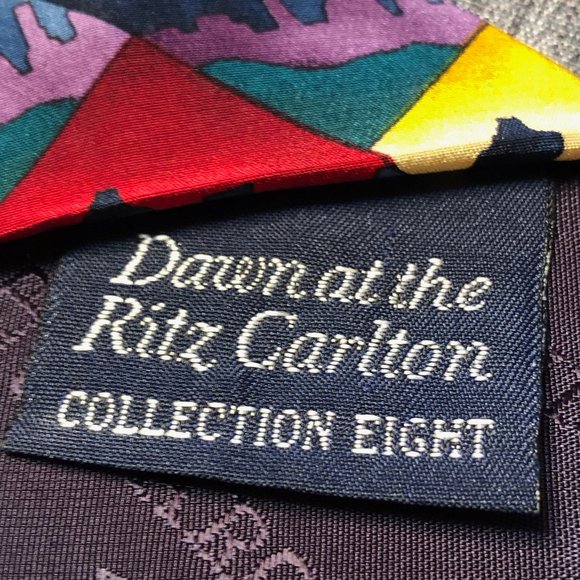 Dawn at the
Ritz Carlton
COLLECTION EIGHT